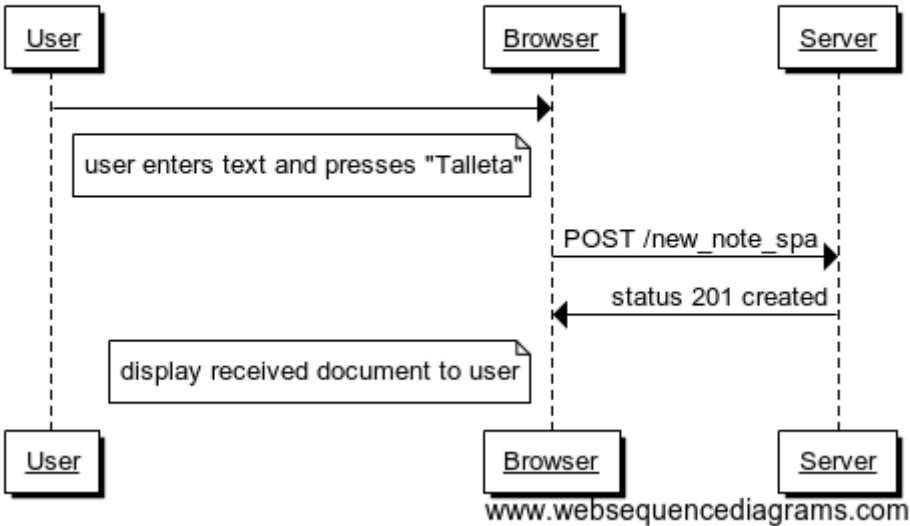 User
Browser
Server
user enters text and presses "Talleta"
POST /new_note_spa
status 201 created
display received document to user
User
Browser
Server
www.websequencediagrams.com